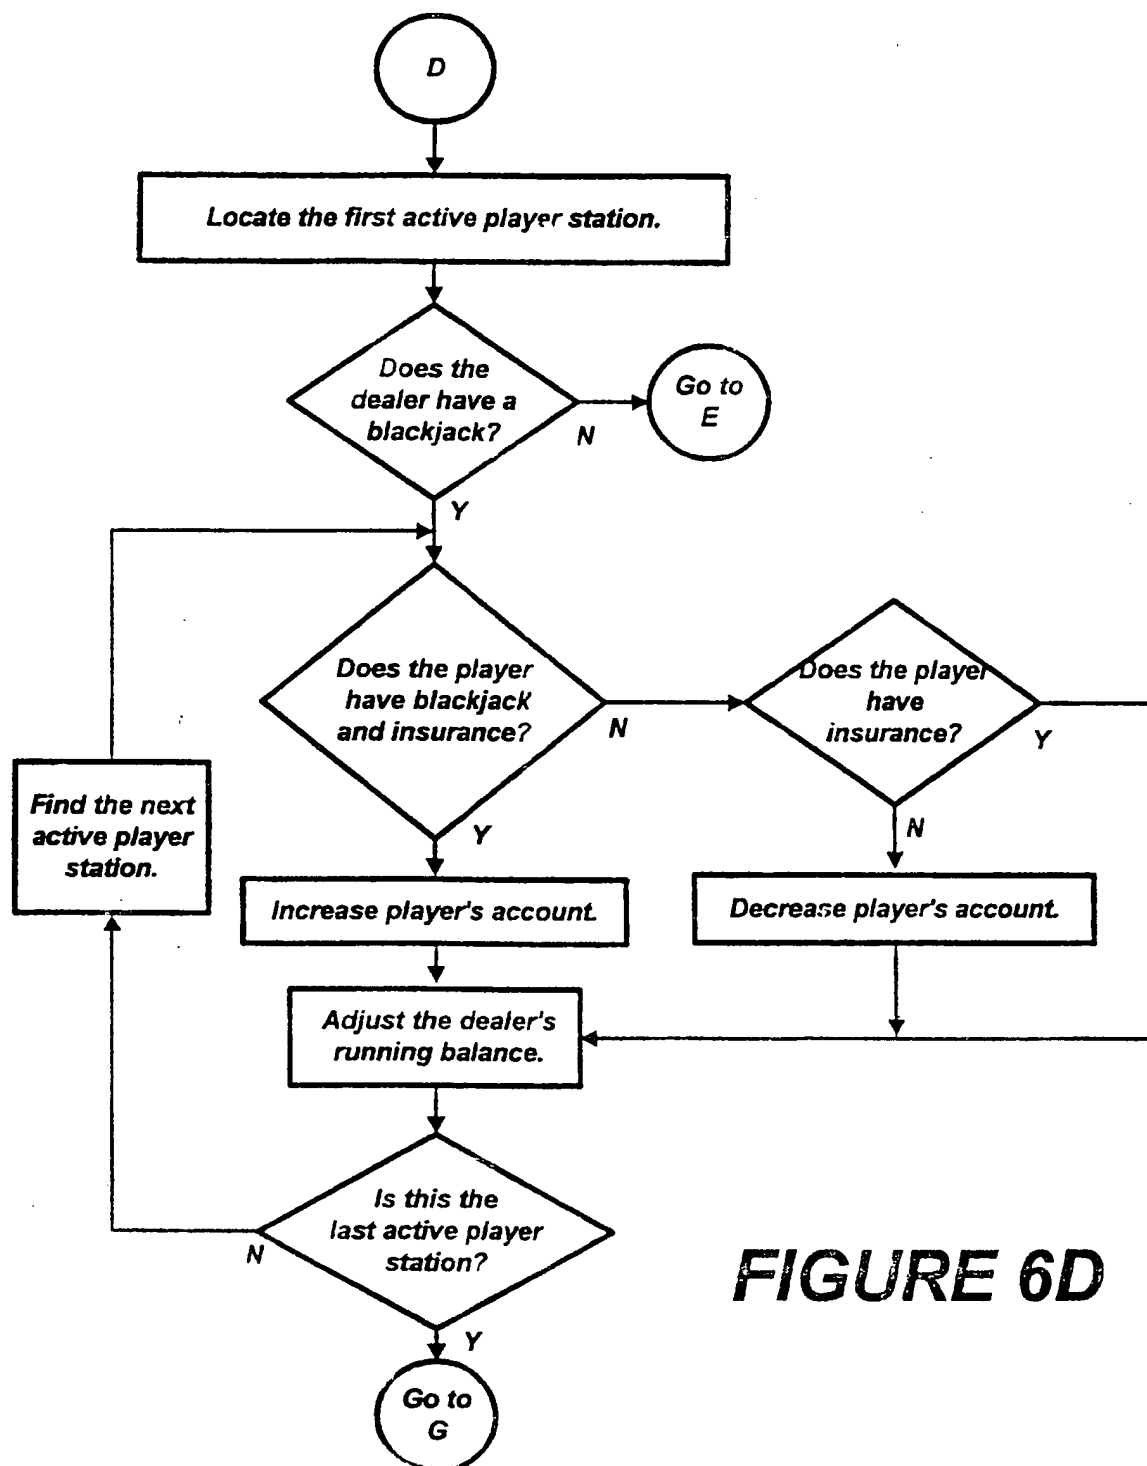 D
Locate the first active player station.
Does the
dealer have a
blackjack?
N
Go to
E
Y
Does the player
have blackjack
and insurance?
N
Does the player
have
insurance?
Y
Find the next
active player
station.
Y
N
Increase player's account.
Decrease player's account.
Adjust the dealer's
running balance.
Is this the
last active player
station?
N
Y
Go to
G
FIGURE 6D